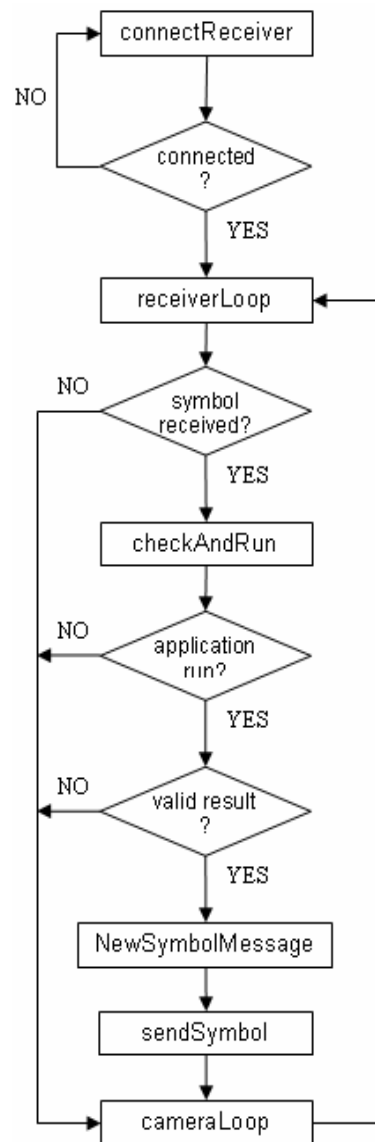 connectReceiver
NO
connected
?
YES
receiverLoop
NO
symbol
received?
YES
checkAndRun
NO
application
run?
YES
NO
valid result
?
YES
NewSymbolMessage
sendSymbol
cameraLoop